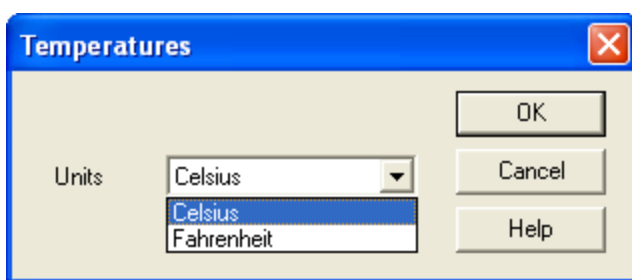 Temperatures
OK
Units Celsius Cancel
Celsius
Fahrenheit Help